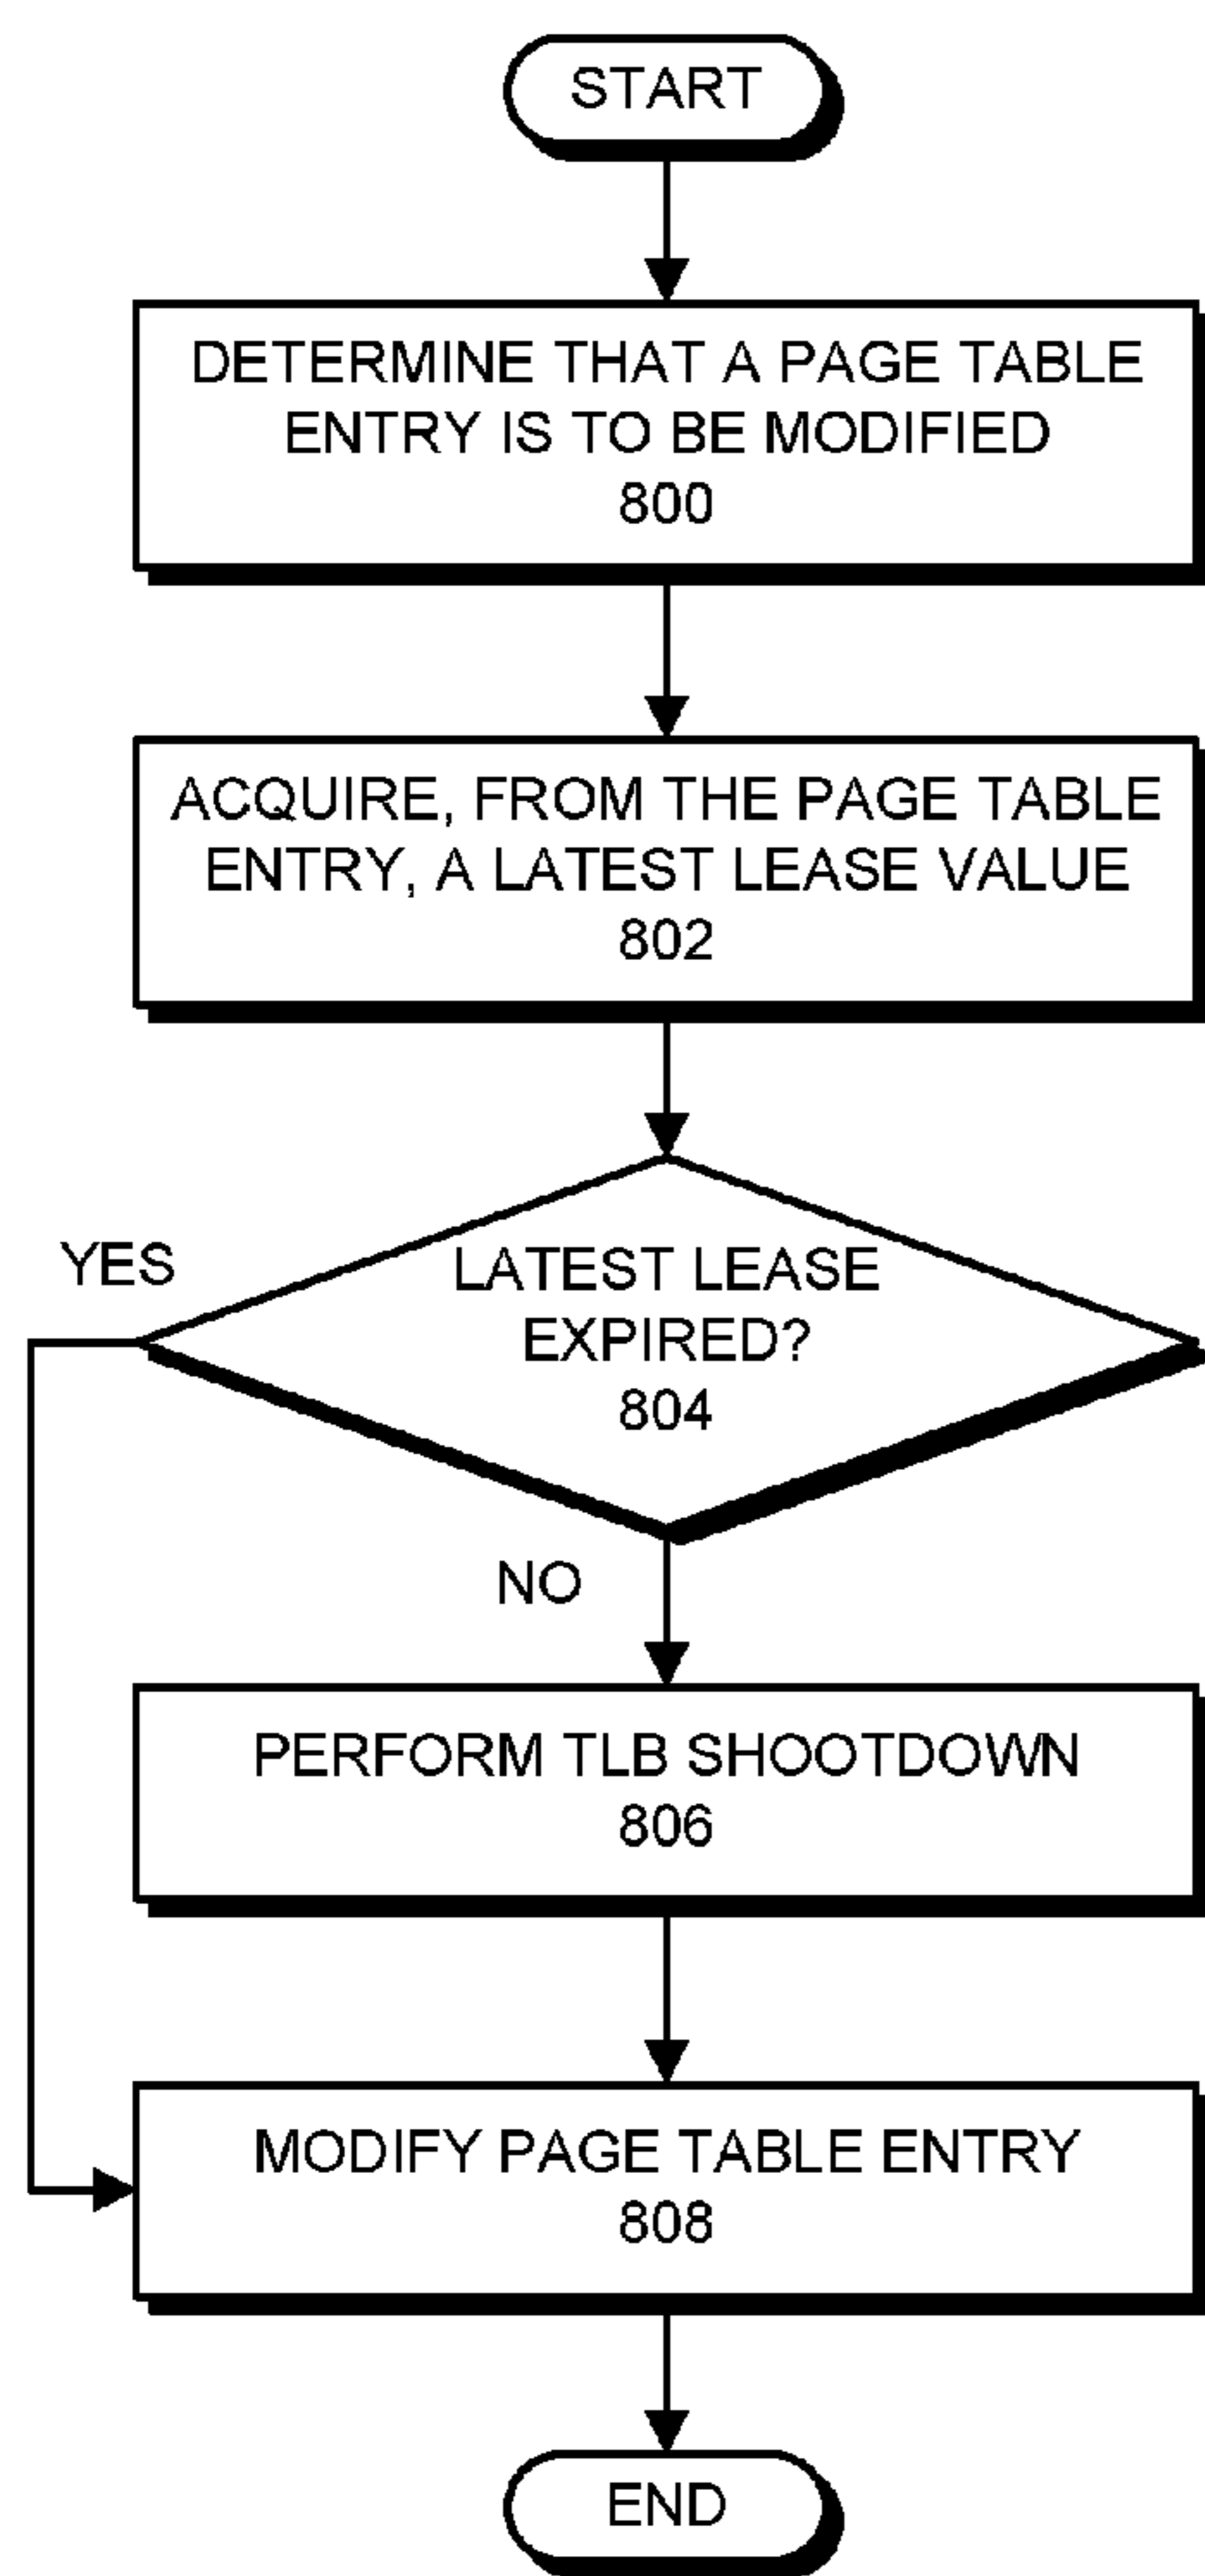 START
DETERMINE THAT A PAGE TABLE
ENTRY IS TO BE MODIFIED
800
ACQUIRE, FROM THE PAGE TABLE
ENTRY, A LATEST LEASE VALUE
802
YES
LATEST LEASE
EXPIRED?
804
NO
PERFORM TLB SHOOTDOWN
806
MODIFY PAGE TABLE ENTRY
808
END